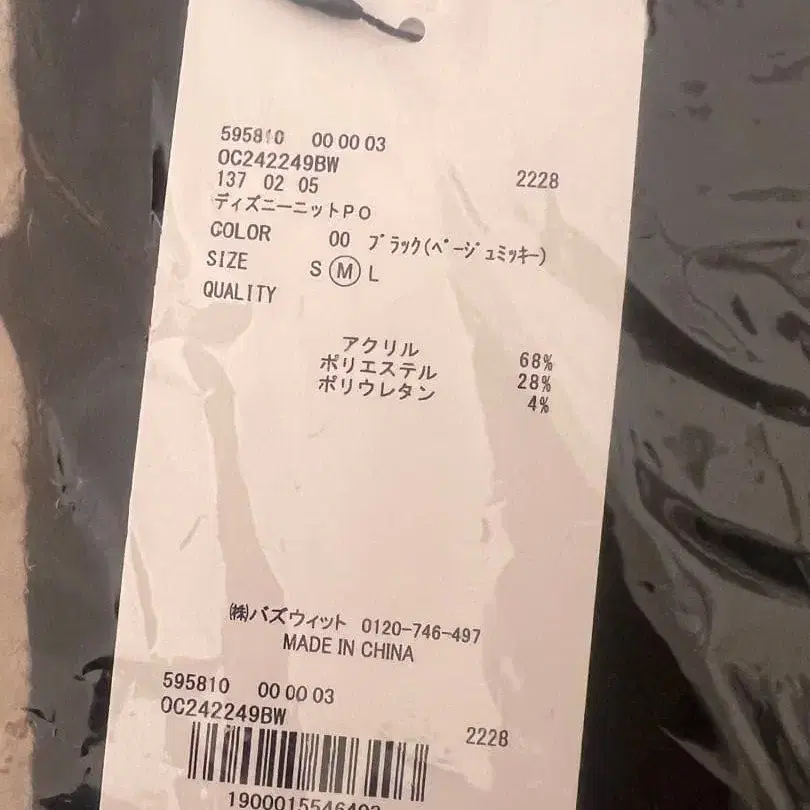 595810 00 00 03
OC242249BW
137 02 05 2228
ディズニーニットPO
COLOR 00 ブラック(ベージュミッキー)
SIZE S Ⓜ L
QUALITY
アクリル 68%
ポリエステル 28%
ポリウレタン 4%
㈱バズウィット 0120-746-497
MADE IN CHINA
595810 00 00 03
OC242249BW
2228